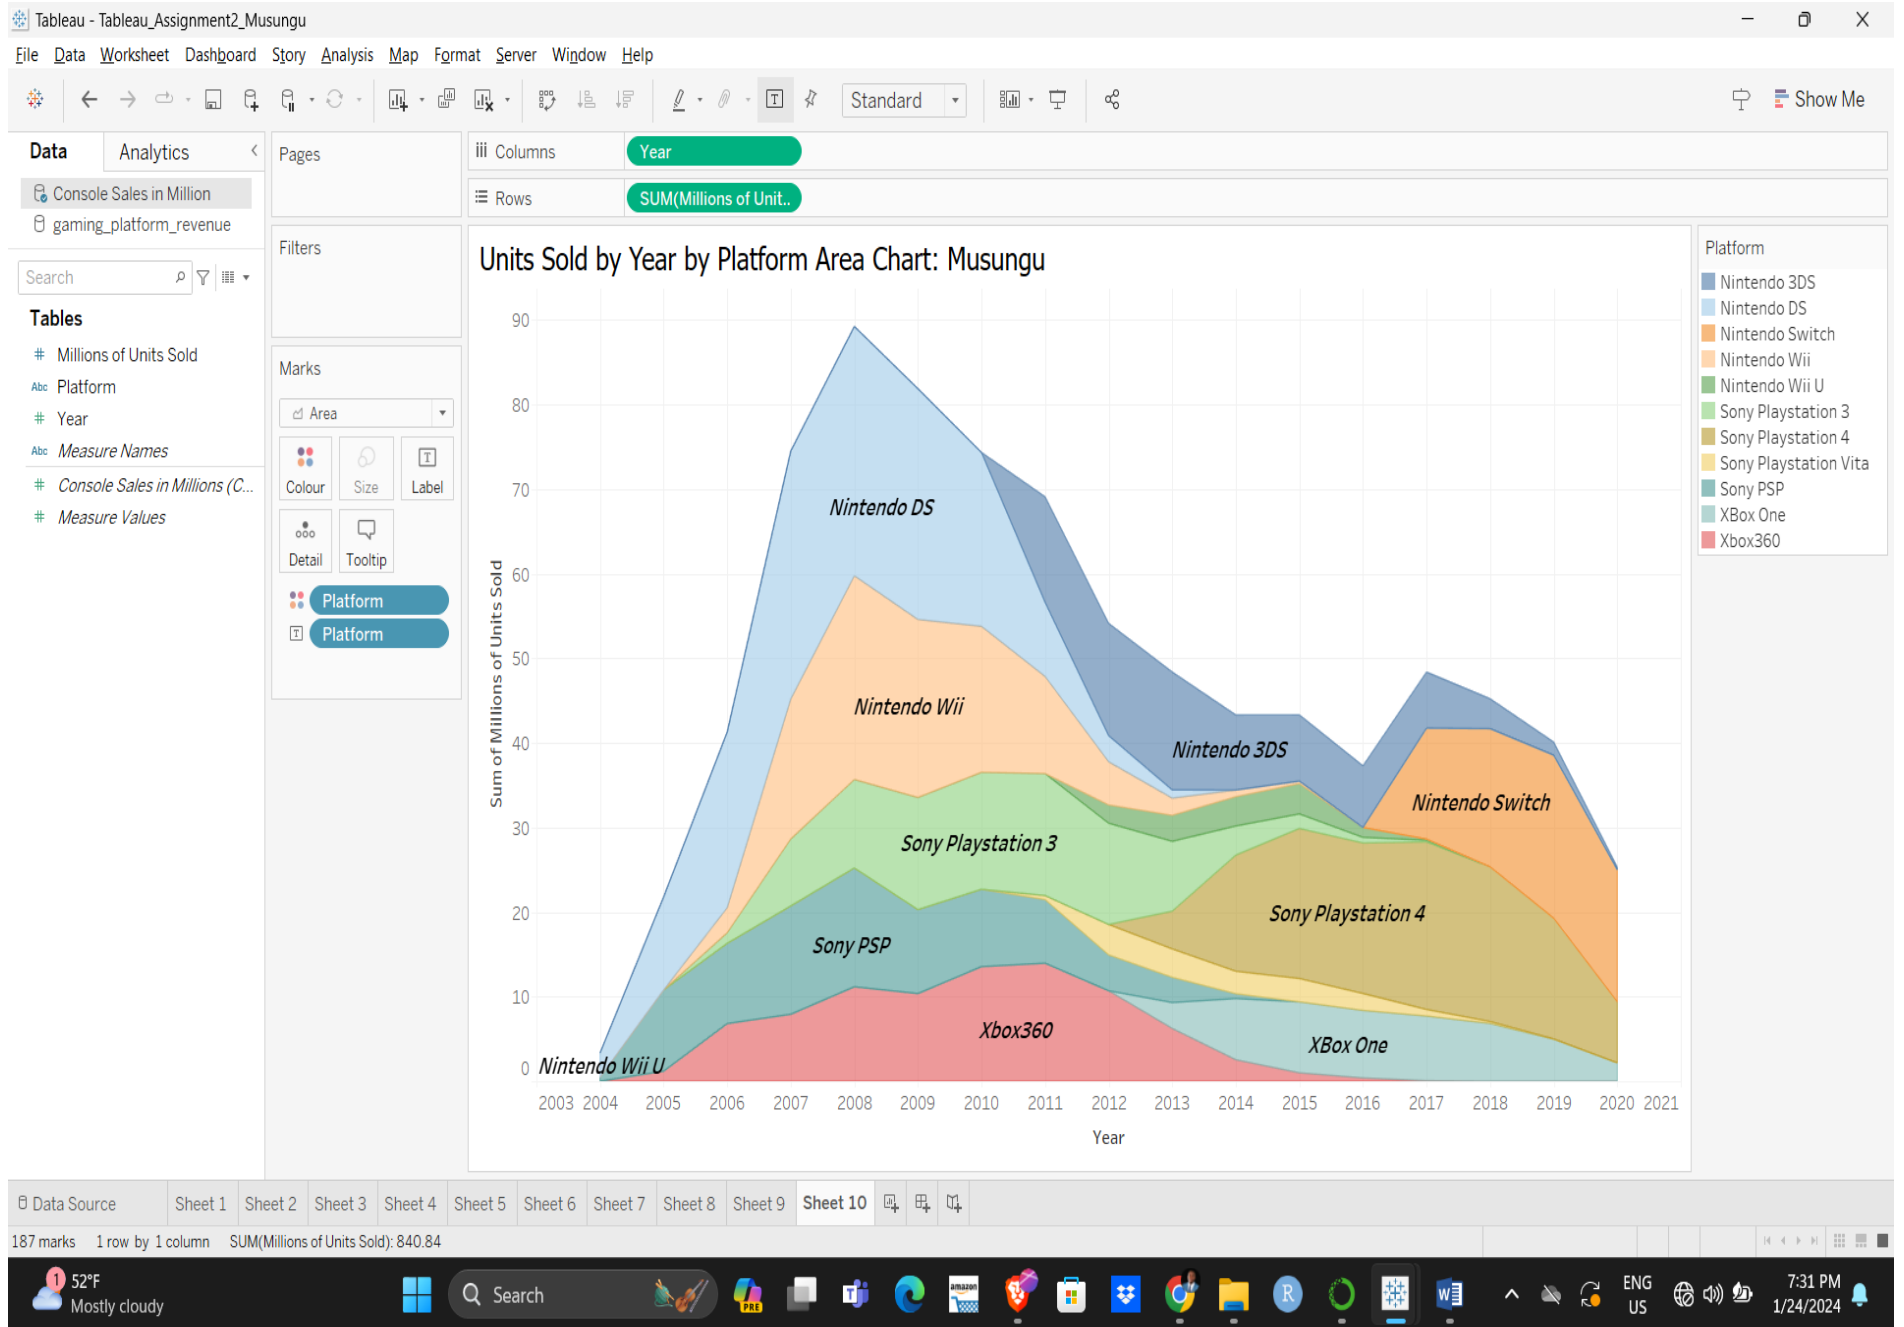 Tableau - Tableau_Assignment2_Musungu
File Data Worksheet Dashboard Story Analysis Map Format Server Window Help
Standard
Show Me
Data Analytics
Console Sales in Million
gaming_platform_revenue
Search
Tables
# Millions of Units Sold
Abc Platform
# Year
Abc Measure Names
# Console Sales in Millions (C...
# Measure Values
Pages
Filters
Marks
Area
Colour Size Label
Detail Tooltip
Platform
Platform
iii Columns Year
Rows SUM(Millions of Unit..
Units Sold by Year by Platform Area Chart: Musungu
Sum of Millions of Units Sold
90
80
70
60
50
40
30
20
10
0
Nintendo DS
Nintendo Wii
Nintendo 3DS
Nintendo Switch
Sony Playstation 3
Sony Playstation 4
Sony PSP
Xbox360
XBox One
Nintendo Wii U
2003 2004 2005 2006 2007 2008 2009 2010 2011 2012 2013 2014 2015 2016 2017 2018 2019 2020 2021
Year
Platform
Nintendo 3DS
Nintendo DS
Nintendo Switch
Nintendo Wii
Nintendo Wii U
Sony Playstation 3
Sony Playstation 4
Sony Playstation Vita
Sony PSP
XBox One
Xbox360
Data Source Sheet 1 Sheet 2 Sheet 3 Sheet 4 Sheet 5 Sheet 6 Sheet 7 Sheet 8 Sheet 9 Sheet 10
187 marks 1 row by 1 column SUM(Millions of Units Sold): 840.84
1
52°F
Mostly cloudy
Search
PRE
amazon
R
W
ENG
US
7:31 PM
1/24/2024